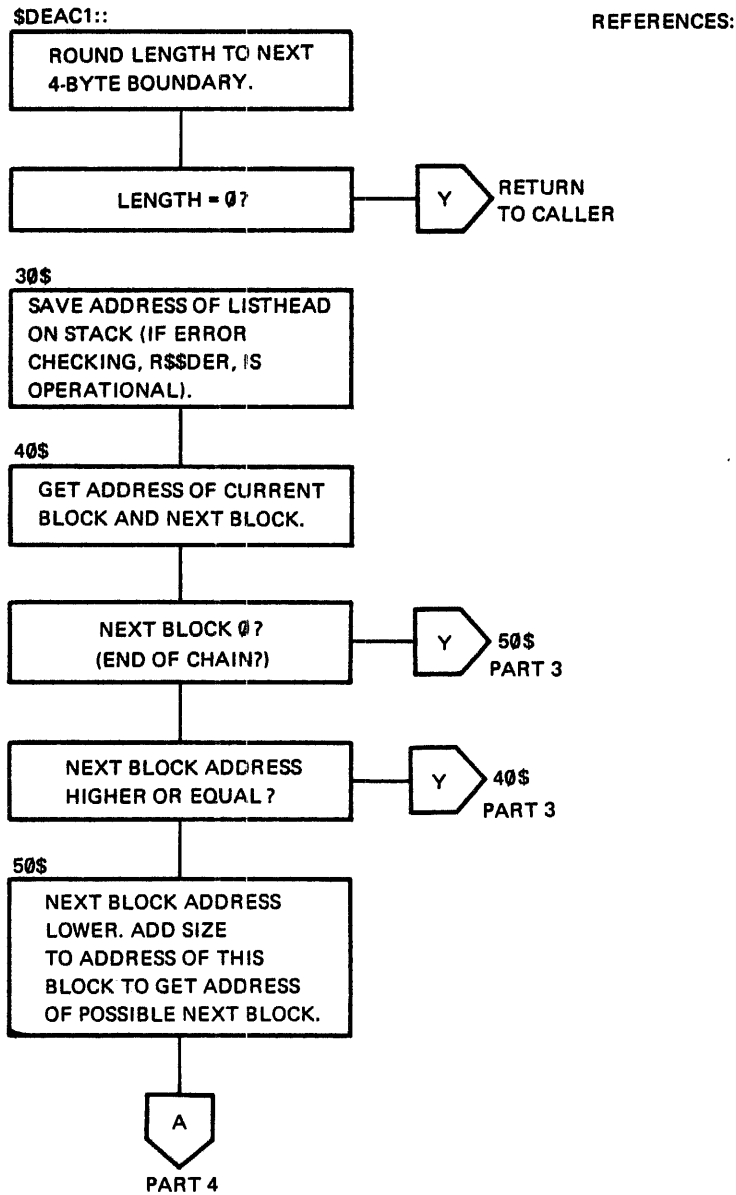 $DEAC1::
REFERENCES:
ROUND LENGTH TO NEXT
4-BYTE BOUNDARY.
LENGTH = 0?
Y
RETURN
TO CALLER
30$
SAVE ADDRESS OF LISTHEAD
ON STACK (IF ERROR
CHECKING, R$$DER, IS
OPERATIONAL).
40$
GET ADDRESS OF CURRENT
BLOCK AND NEXT BLOCK.
NEXT BLOCK 0?
(END OF CHAIN?)
Y
50$
PART 3
NEXT BLOCK ADDRESS
HIGHER OR EQUAL?
Y
40$
PART 3
50$
NEXT BLOCK ADDRESS
LOWER. ADD SIZE
TO ADDRESS OF THIS
BLOCK TO GET ADDRESS
OF POSSIBLE NEXT BLOCK.
A
PART 4